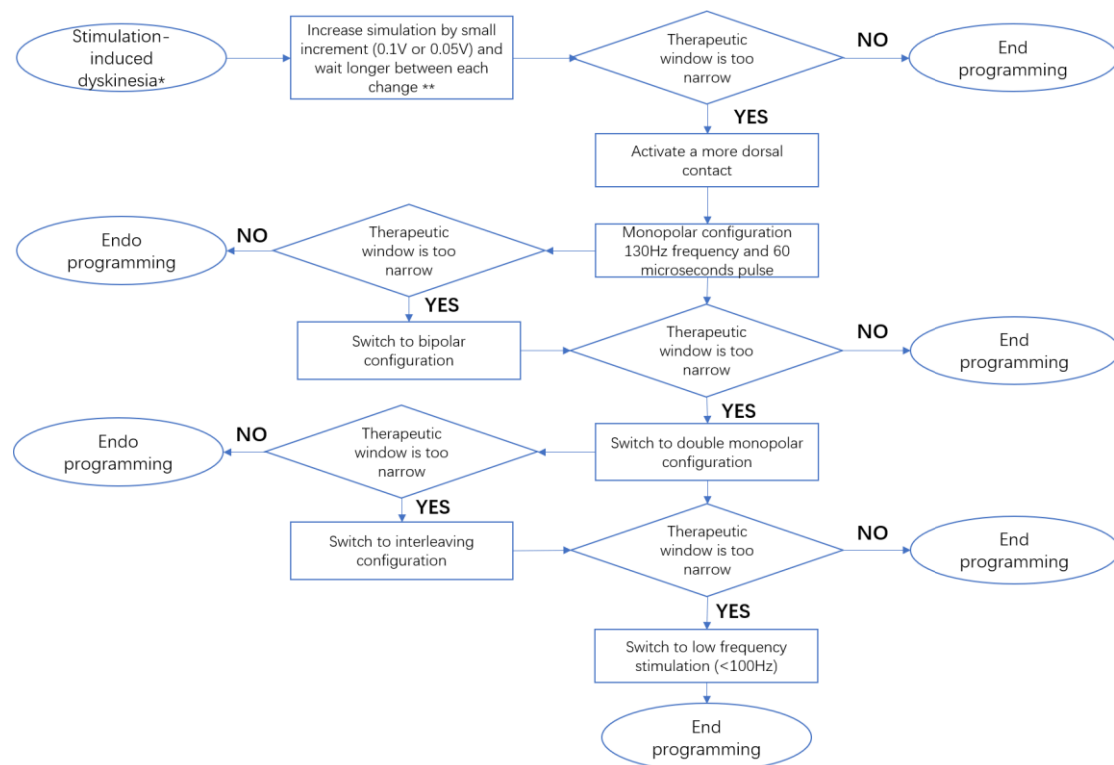 Stimulation-
induced
dyskinesia*
Increase simulation by small
increment (0.1V or 0.05V) and
wait longer between each
change **
Therapeutic
window is too
narrow
NO
End
programming
YES
Activate a more dorsal
contact
Monopolar configuration
130Hz frequency and 60
microseconds pulse
Therapeutic
window is too
narrow
NO
Endo
programming
YES
Switch to bipolar
configuration
Therapeutic
window is too
narrow
NO
End
programming
YES
Switch to double monopolar
configuration
Therapeutic
window is too
narrow
NO
Endo
programming
YES
Switch to interleaving
configuration
Therapeutic
window is too
narrow
NO
End
programming
YES
Switch to low frequency
stimulation (<100Hz)
End
programming